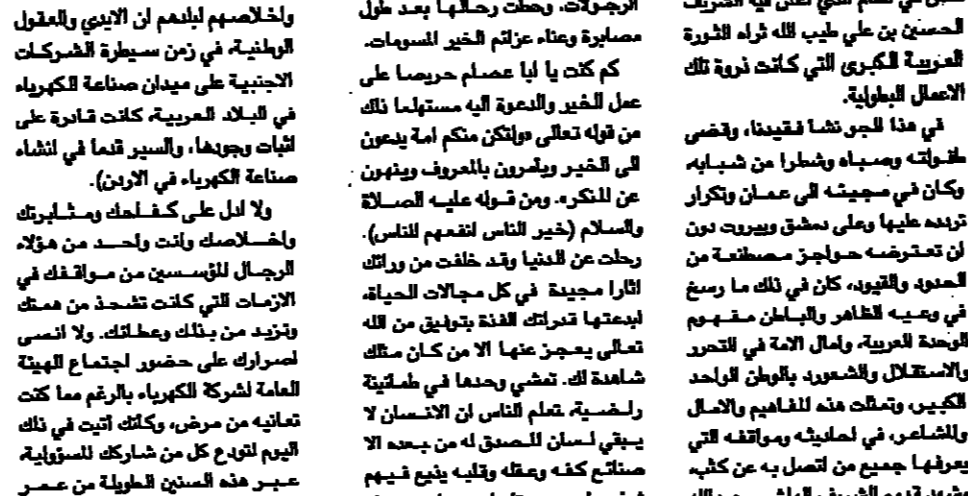 الحسين بن علي طيب الله ثراه الثورة
العربية الكبرى التي كانت ذروة تلك
الاعمال البطولية.
في هذا الجو نشأ فقيدنا، وقضى
طفولته وصباه وشطرا من شبابه،
وكان في مجيئه الى عمان وتكرار
تردده عليها وعلى دمشق وبيروت دون
ان تعترضه حواجز مصطنعة من
الحدود والقيود، كان في ذلك ما رسخ
في وعيه الظاهر والباطن مفهوم
الوحدة العربية، وامال الامة في التحرر
والاستقلال والشعور بالوطن الواحد
الكبير، وتمثلت هذه المفاهيم والامال
والمشاعر، في احاديثه ومواقفه التي
يعرفها جميع من اتصل به عن كثب،
الرجولات، وحطت رحالها بعد طول
مصابرة وعناء عزائم الخير المسومات.
كم كنت يا ابا عصام حريصا على
عمل الخير والدعوة اليه مستلهما ذلك
من قوله تعالى «ولتكن منكم امة يدعون
الى الخير ويأمرون بالمعروف وينهون
عن المنكر». ومن قوله عليه الصلاة
والسلام (خير الناس انفعهم للناس).
رحلت عن الدنيا وقد خلفت من ورائك
اثارا مجيدة في كل مجالات الحياة،
ابدعتها قدراتك الفذة بتوفيق من الله
تعالى يعجز عنها الا من كان مثلك
شاهدة لك. تمشي وحدها في طمأنينة
راضية، تعلم الناس ان الانسان لا
يبقي لسان الصدق له من بعده الا
صنائع كفه وعقله وقلبه يذيع فيهم
واخلاصهم لبلدهم ان الايدي والعقول
الوطنية، في زمن سيطرة الشركات
الاجنبية على ميدان صناعة الكهرباء
في البلاد العربية، كانت قادرة على
اثبات وجودها، والسير قدما في انشاء
صناعة الكهرباء في الاردن).
ولا ادل على كفاحك ومثابرتك
واخلاصك وانت واحد من هؤلاء
الرجال المؤسسين من مواقفك في
الازمات التي كانت تشحذ من همتك
وتزيد من بذلك وعطائك. ولا انسى
اصرارك على حضور اجتماع الهيئة
العامة لشركة الكهرباء بالرغم مما كنت
تعانيه من مرض، وكأنك أتيت في ذلك
اليوم لتودع كل من شاركك المسؤولية،
عبر هذه السنين الطويلة من عمر